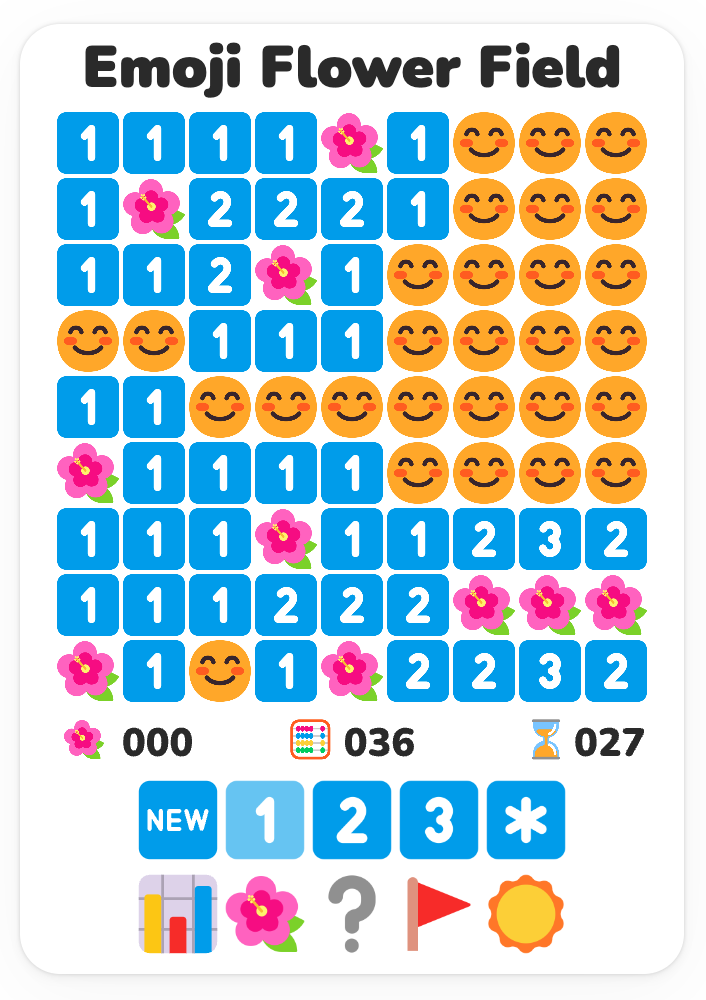 Emoji Flower Field
1 1 1 1 1
1 2 2 2 1
1 1 2 1
1 1 1
1 1
1 1 1 1
1 1 1 1 1 2 3 2
1 1 1 2 2 2
1 1 2 2 3 2
000 036 027
NEW 1 2 3 *
?